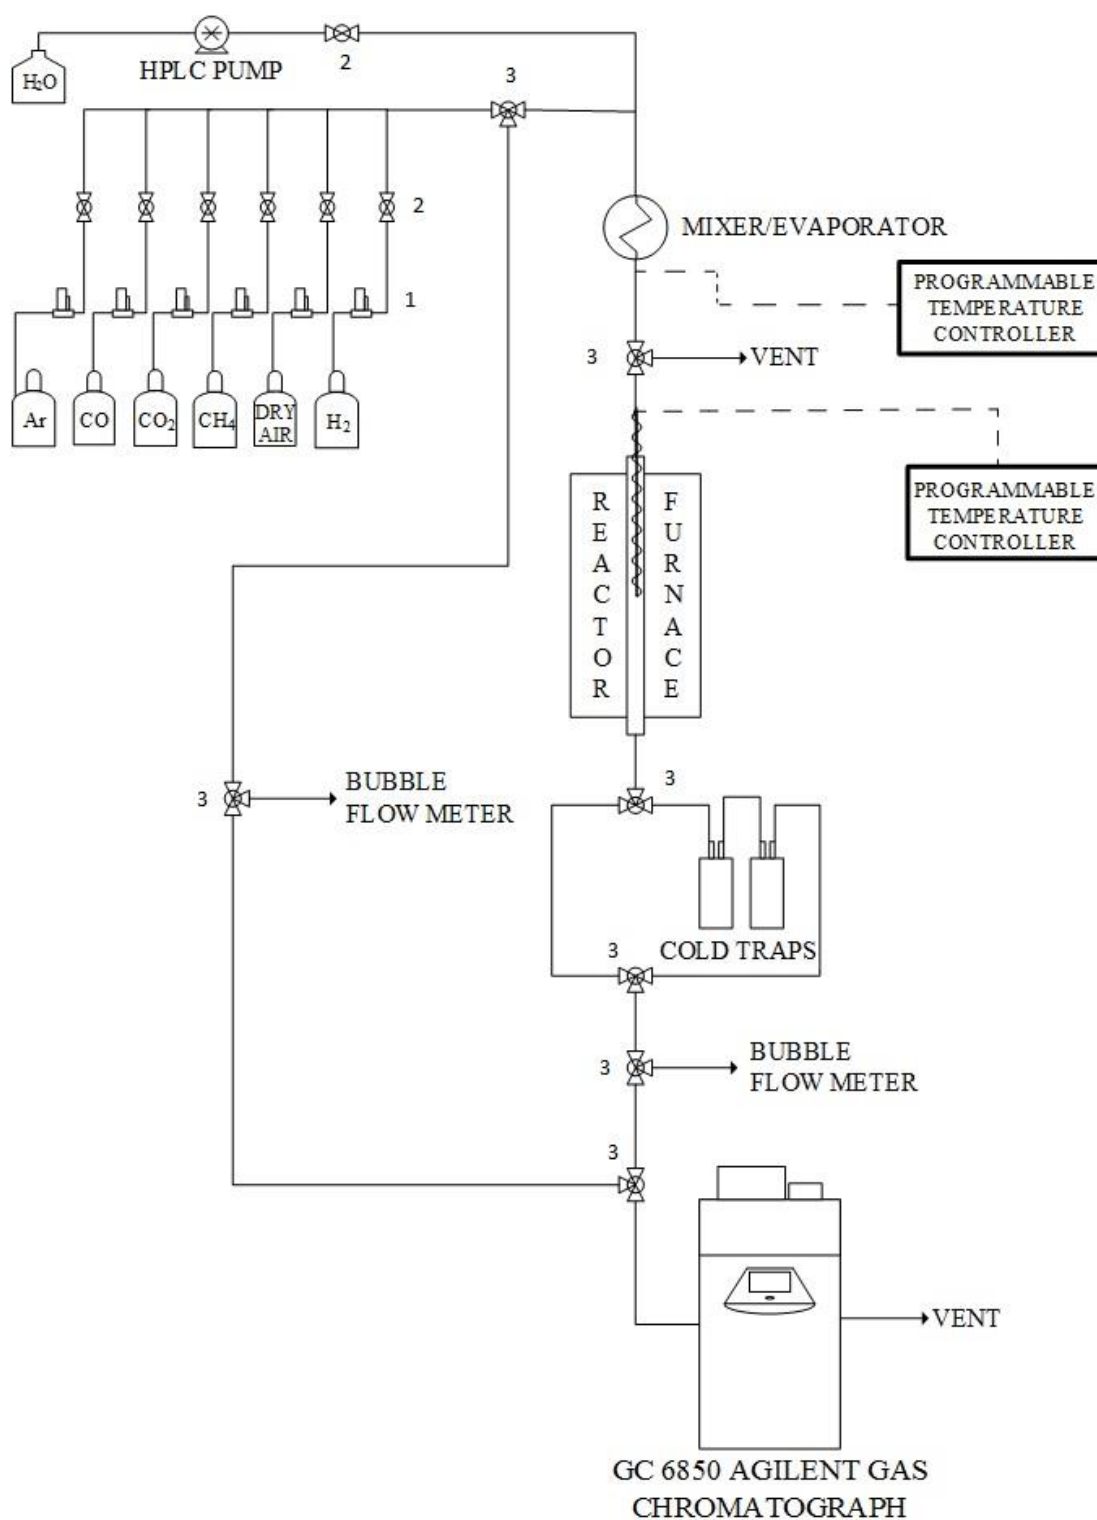 H₂O
HPLC PUMP
2
3
2
MIXER/EVAPORATOR
1
PROGRAMMABLE
TEMPERATURE
CONTROLLER
3
VENT
Ar
CO
CO₂
CH₄
DRY
AIR
H₂
PROGRAMMABLE
TEMPERATURE
CONTROLLER
REACTOR
FURNACE
3
BUBBLE
FLOW METER
3
COLD TRAPS
3
BUBBLE
FLOW METER
3
3
VENT
GC 6850 AGILENT GAS
CHROMATOGRAPH